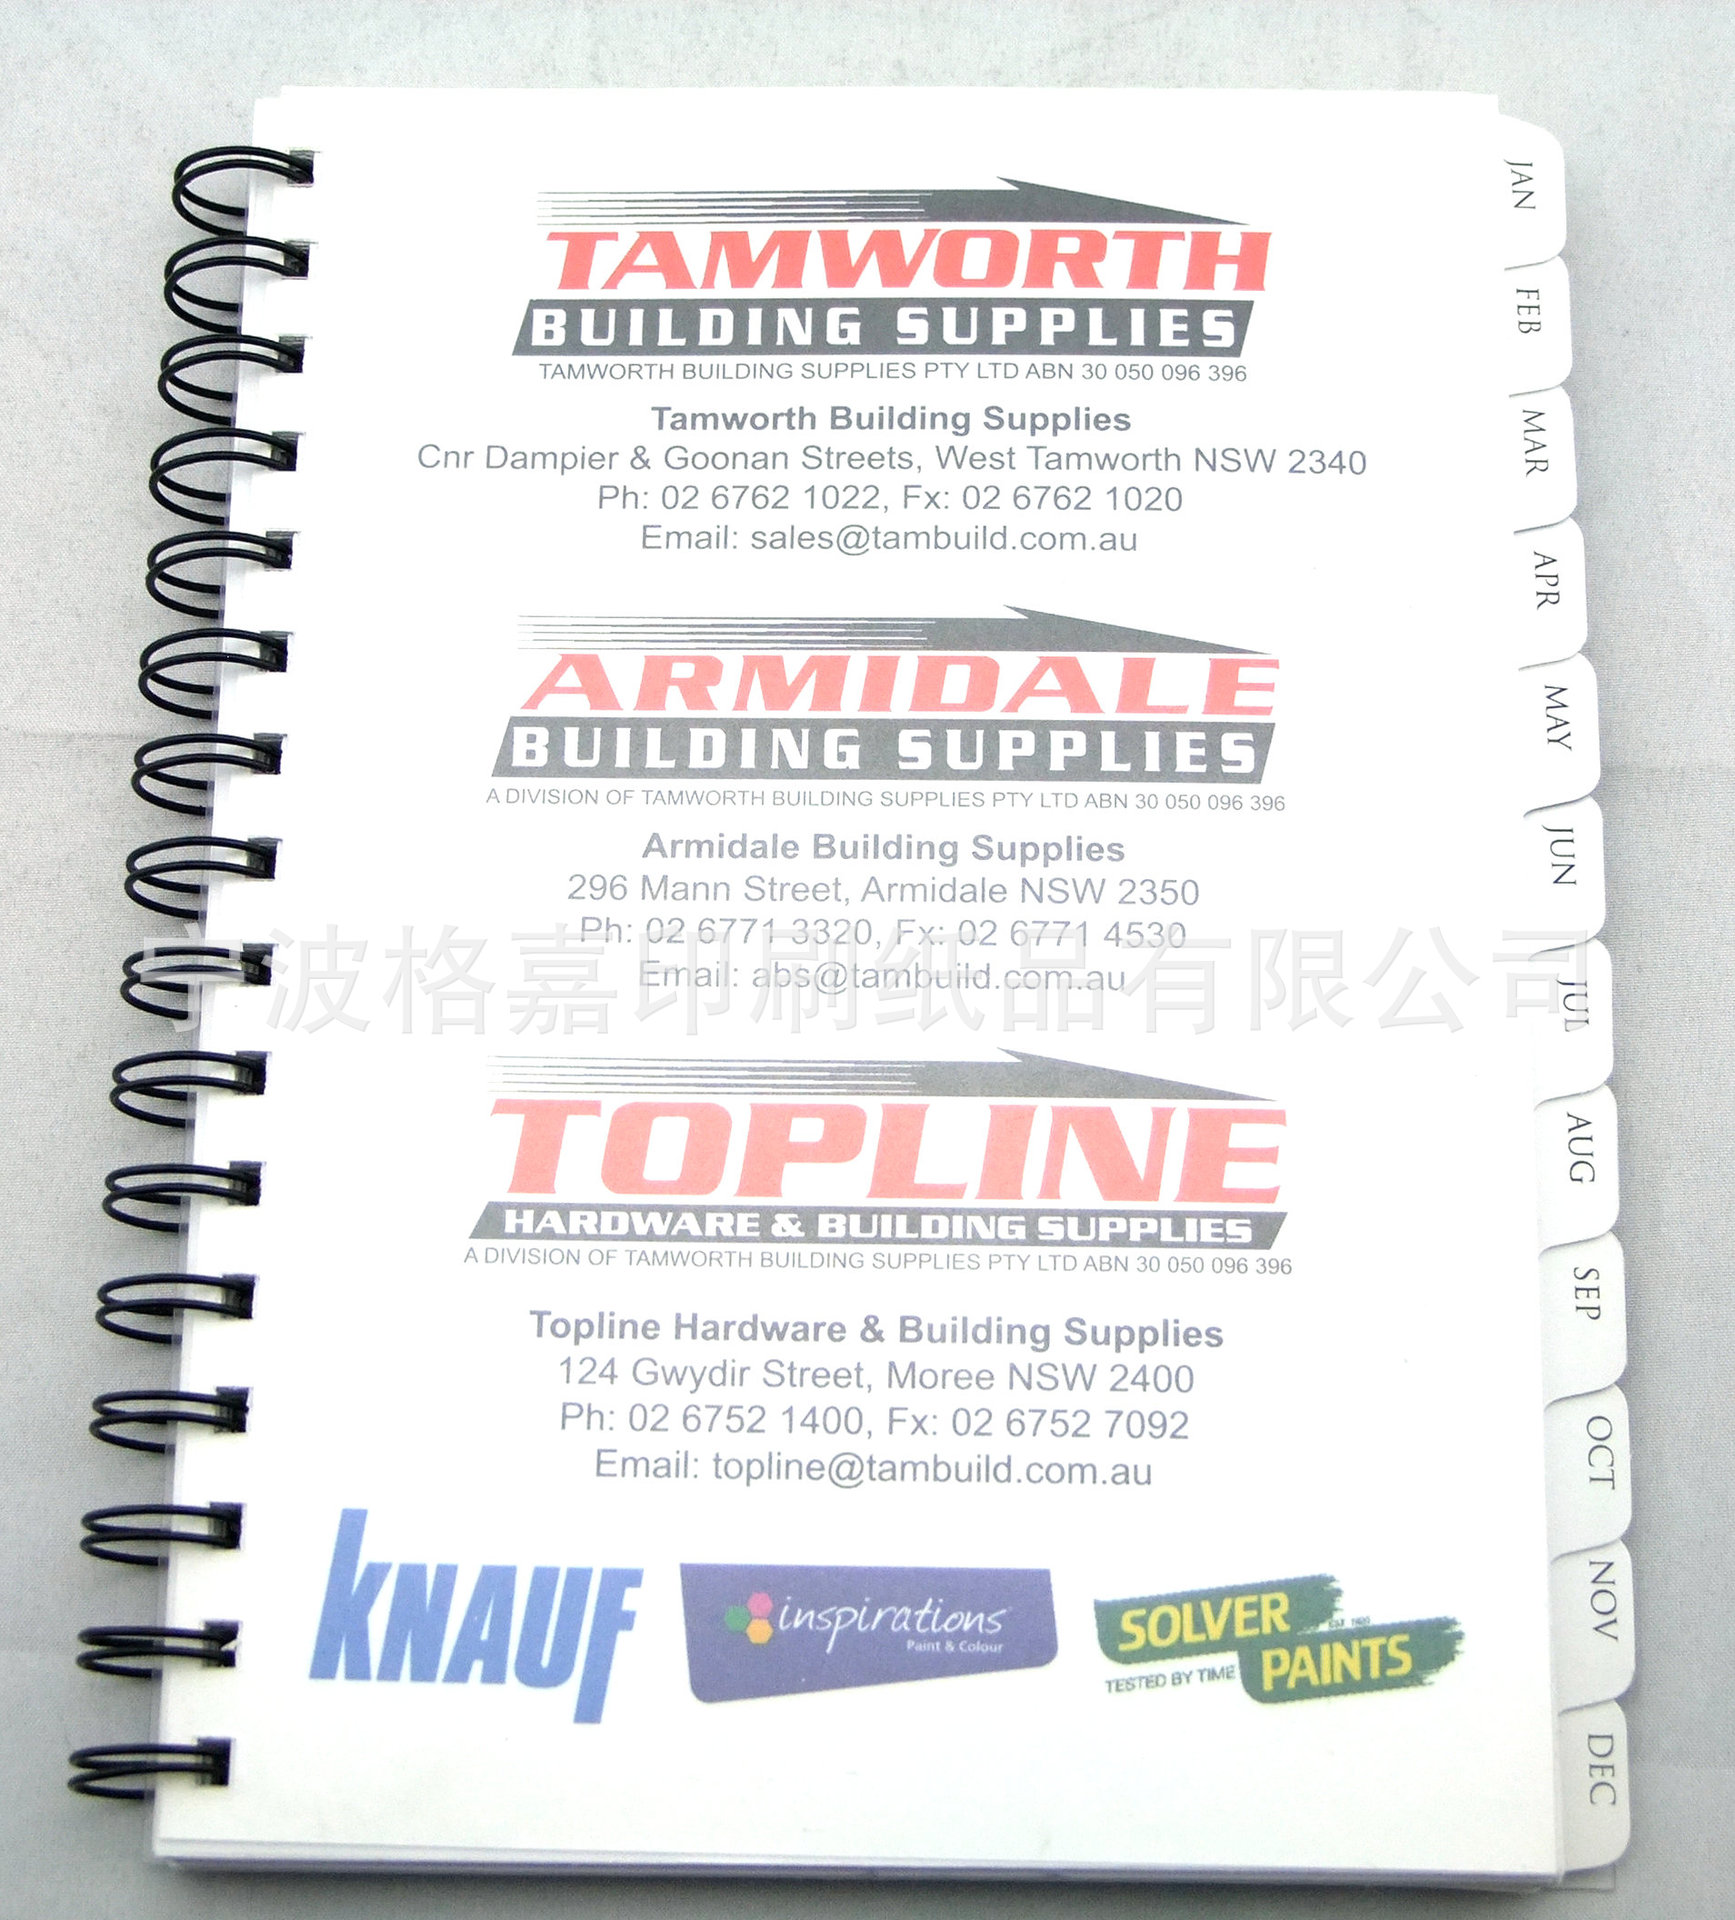 TAMWORTH
BUILDING SUPPLIES
TAMWORTH BUILDING SUPPLIES PTY LTD ABN 30 050 096 396
Tamworth Building Supplies
Cnr Dampier & Goonan Streets, West Tamworth NSW 2340
Ph: 02 6762 1022, Fx: 02 6762 1020
Email: sales@tambuild.com.au
ARMIDALE
BUILDING SUPPLIES
A DIVISION OF TAMWORTH BUILDING SUPPLIES PTY LTD ABN 30 050 096 396
Armidale Building Supplies
296 Mann Street, Armidale NSW 2350
Ph: 02 6771 3320, Fx: 02 6771 4530
Email: abs@tambuild.com.au
宁波格嘉印刷纸品有限公司
TOPLINE
HARDWARE & BUILDING SUPPLIES
A DIVISION OF TAMWORTH BUILDING SUPPLIES PTY LTD ABN 30 050 096 396
Topline Hardware & Building Supplies
124 Gwydir Street, Moree NSW 2400
Ph: 02 6752 1400, Fx: 02 6752 7092
Email: topline@tambuild.com.au
KNAUF
inspirations
Paint & Colour
SOLVER
PAINTS
TESTED BY TIME
JAN
FEB
MAR
APR
MAY
JUN
JUL
AUG
SEP
OCT
NOV
DEC